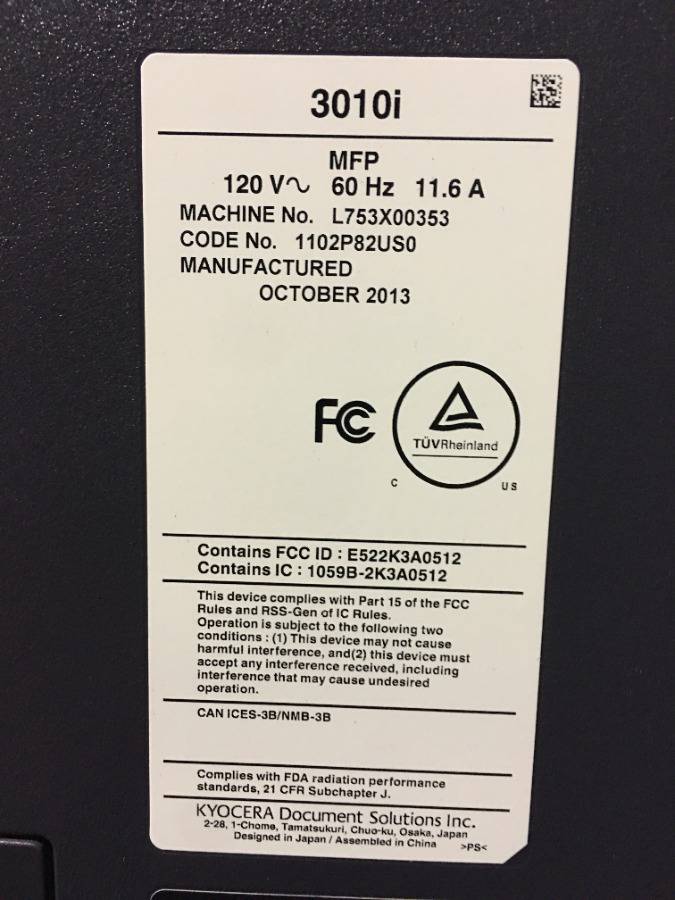 3010i
MFP
120 V∿ 60 Hz 11.6 A
MACHINE No. L753X00353
CODE No. 1102P82US0
MANUFACTURED
OCTOBER 2013
FC
TÜVRheinland
C US
Contains FCC ID : E522K3A0512
Contains IC : 1059B-2K3A0512
This device complies with Part 15 of the FCC
Rules and RSS-Gen of IC Rules.
Operation is subject to the following two
conditions : (1) This device may not cause
harmful interference, and(2) this device must
accept any interference received, including
interference that may cause undesired
operation.
CAN ICES-3B/NMB-3B
Complies with FDA radiation performance
standards, 21 CFR Subchapter J.
KYOCERA Document Solutions Inc.
2-28, 1-Chome, Tamatsukuri, Chuo-ku, Osaka, Japan
Designed in Japan / Assembled in China >PS<